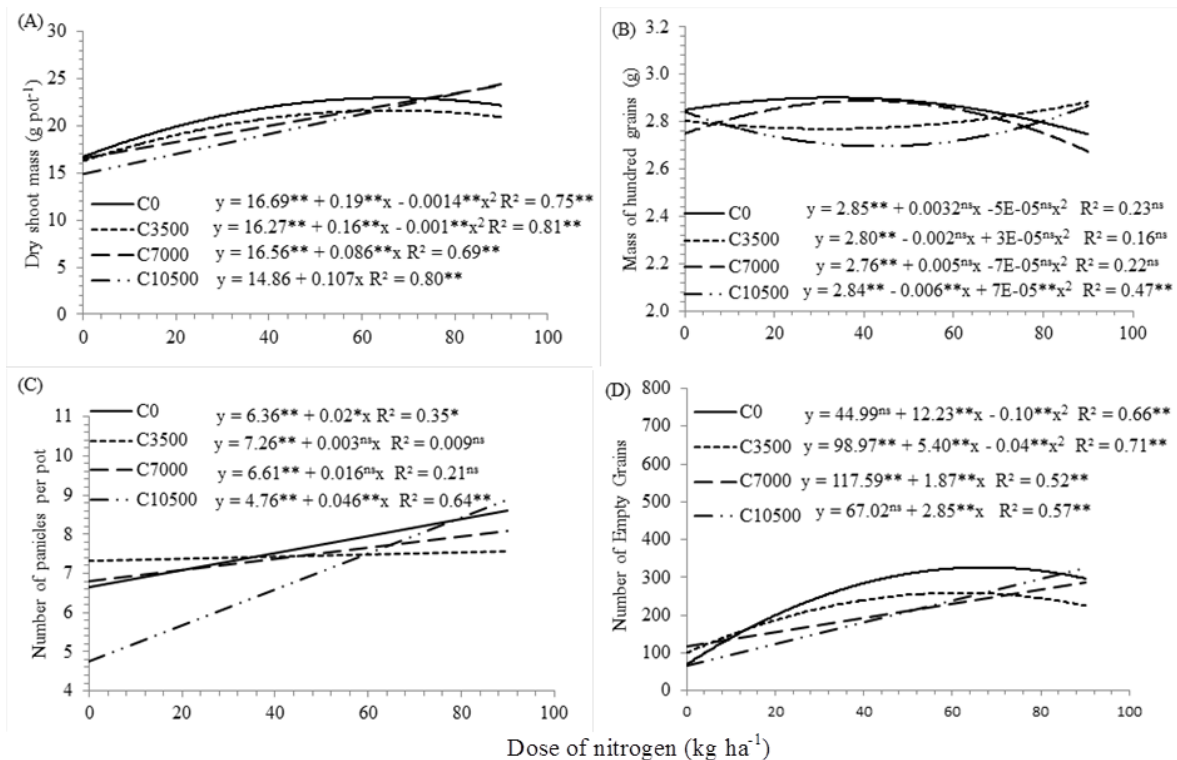 (A)
Dry shoot mass (g pot-1)
30
25
20
15
10
5
0
C0 y = 16.69** + 0.19**x - 0.0014**x2 R2 = 0.75**
C3500 y = 16.27** + 0.16**x - 0.001**x2 R2 = 0.81**
C7000 y = 16.56** + 0.086**x R2 = 0.69**
C10500 y = 14.86 + 0.107x R2 = 0.80**
0 20 40 60 80 100
(B)
Mass of hundred grains (g)
3.2
3.0
2.8
2.6
2.4
2.2
2.0
C0 y = 2.85** + 0.0032nsx -5E-05nsx2 R2 = 0.23ns
C3500 y = 2.80** - 0.002nsx + 3E-05nsx2 R2 = 0.16ns
C7000 y = 2.76** + 0.005nsx -7E-05nsx2 R2 = 0.22ns
C10500 y = 2.84** - 0.006**x + 7E-05**x2 R2 = 0.47**
0 20 40 60 80 100
(C)
Number of panicles per pot
11
10
9
8
7
6
5
4
C0 y = 6.36** + 0.02*x R2 = 0.35*
C3500 y = 7.26** + 0.003nsx R2 = 0.009ns
C7000 y = 6.61** + 0.016nsx R2 = 0.21ns
C10500 y = 4.76** + 0.046**x R2 = 0.64**
0 20 40 60 80 100
(D)
Number of Empty Grains
800
700
600
500
400
300
200
100
0
C0 y = 44.99ns + 12.23**x - 0.10**x2 R2 = 0.66**
C3500 y = 98.97** + 5.40**x - 0.04**x2 R2 = 0.71**
C7000 y = 117.59** + 1.87**x R2 = 0.52**
C10500 y = 67.02ns + 2.85**x R2 = 0.57**
0 20 40 60 80 100
Dose of nitrogen (kg ha-1)